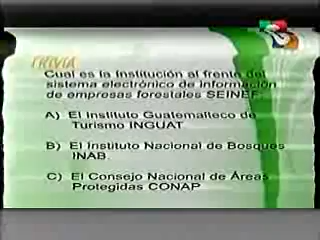 TRIVIA
Cual es la Institución al frente del
sistema electrónico de información
de empresas forestales SEINEF.
A) El Instituto Guatemalteco de
Turismo INGUAT
B) El Instituto Nacional de Bosques
INAB.
C) El Consejo Nacional de Áreas
Protegidas CONAP